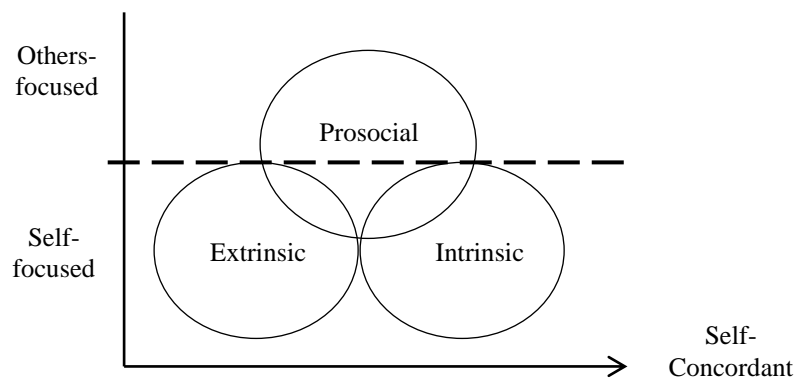 Others-
focused
Prosocial
Self-
focused
Extrinsic
Intrinsic
Self-
Concordant